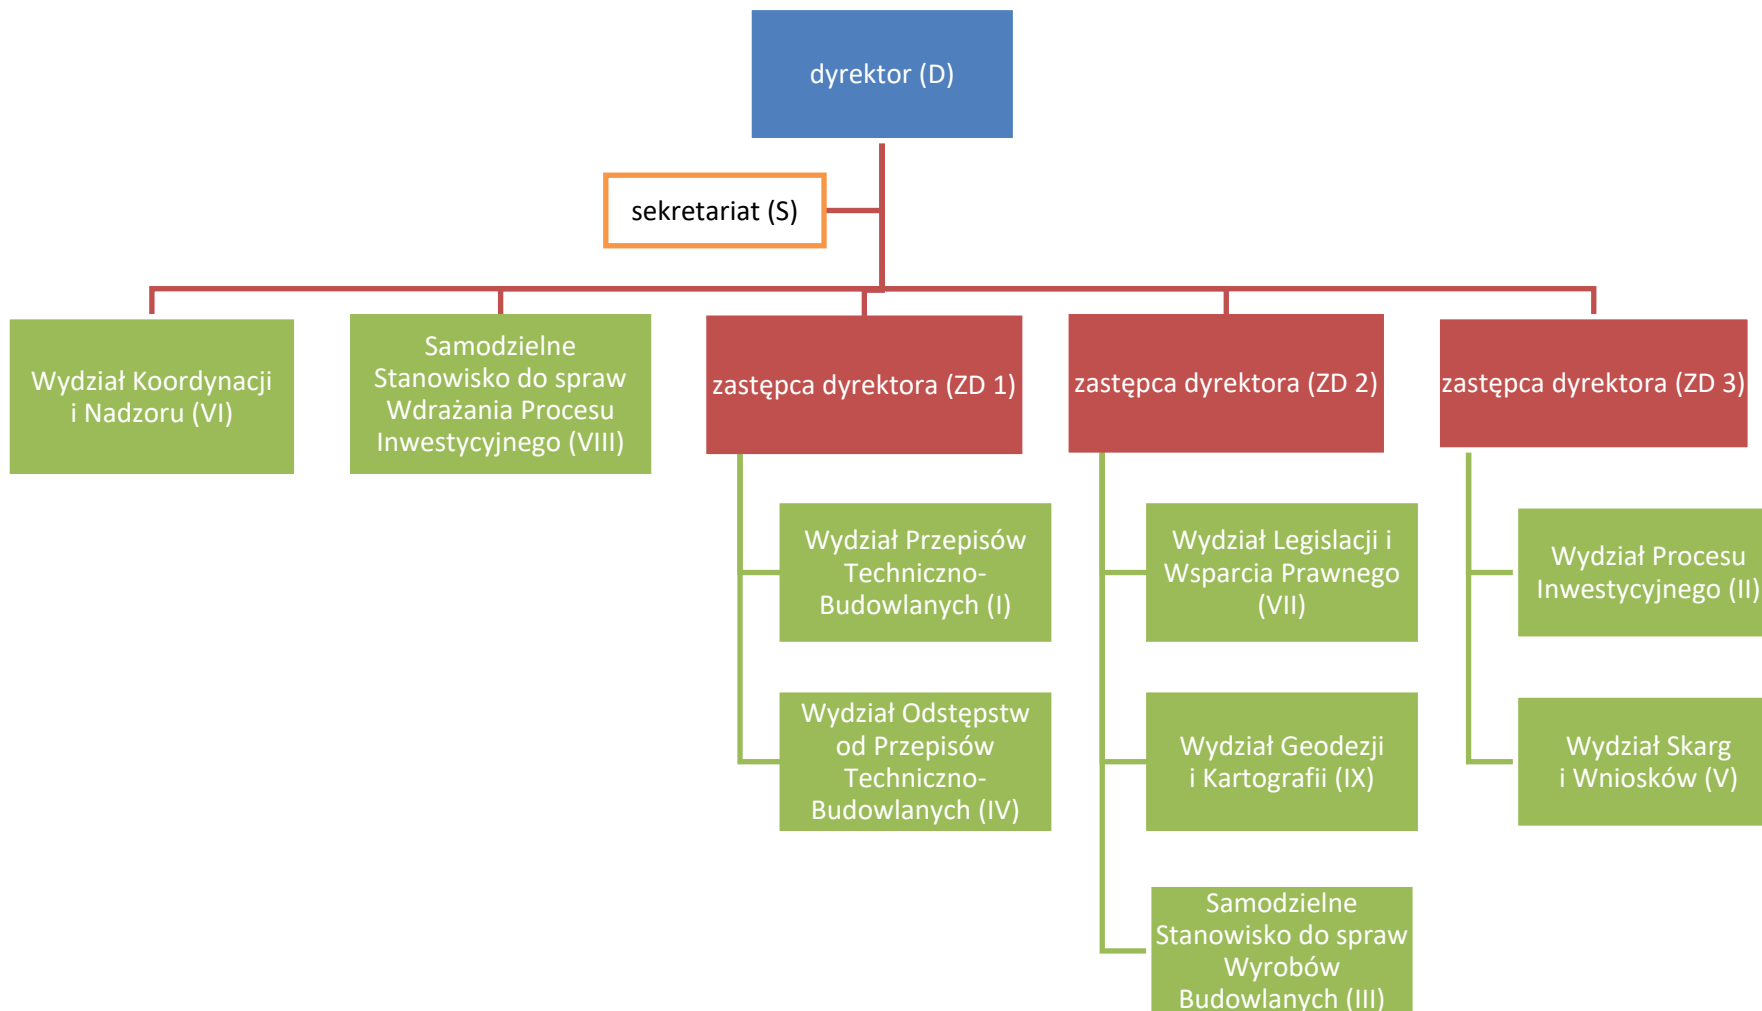 dyrektor (D)
sekretariat (S)
Wydział Koordynacji
i Nadzoru (VI)
Samodzielne
Stanowisko do spraw
Wdrażania Procesu
Inwestycyjnego (VIII)
zastępca dyrektora (ZD 1)
zastępca dyrektora (ZD 2)
zastępca dyrektora (ZD 3)
Wydział Przepisów
Techniczno-
Budowlanych (I)
Wydział Legislacji i
Wsparcia Prawnego
(VII)
Wydział Procesu
Inwestycyjnego (II)
Wydział Odstępstw
od Przepisów
Techniczno-
Budowlanych (IV)
Wydział Geodezji
i Kartografii (IX)
Wydział Skarg
i Wniosków (V)
Samodzielne
Stanowisko do spraw
Wyrobów
Budowlanych (III)